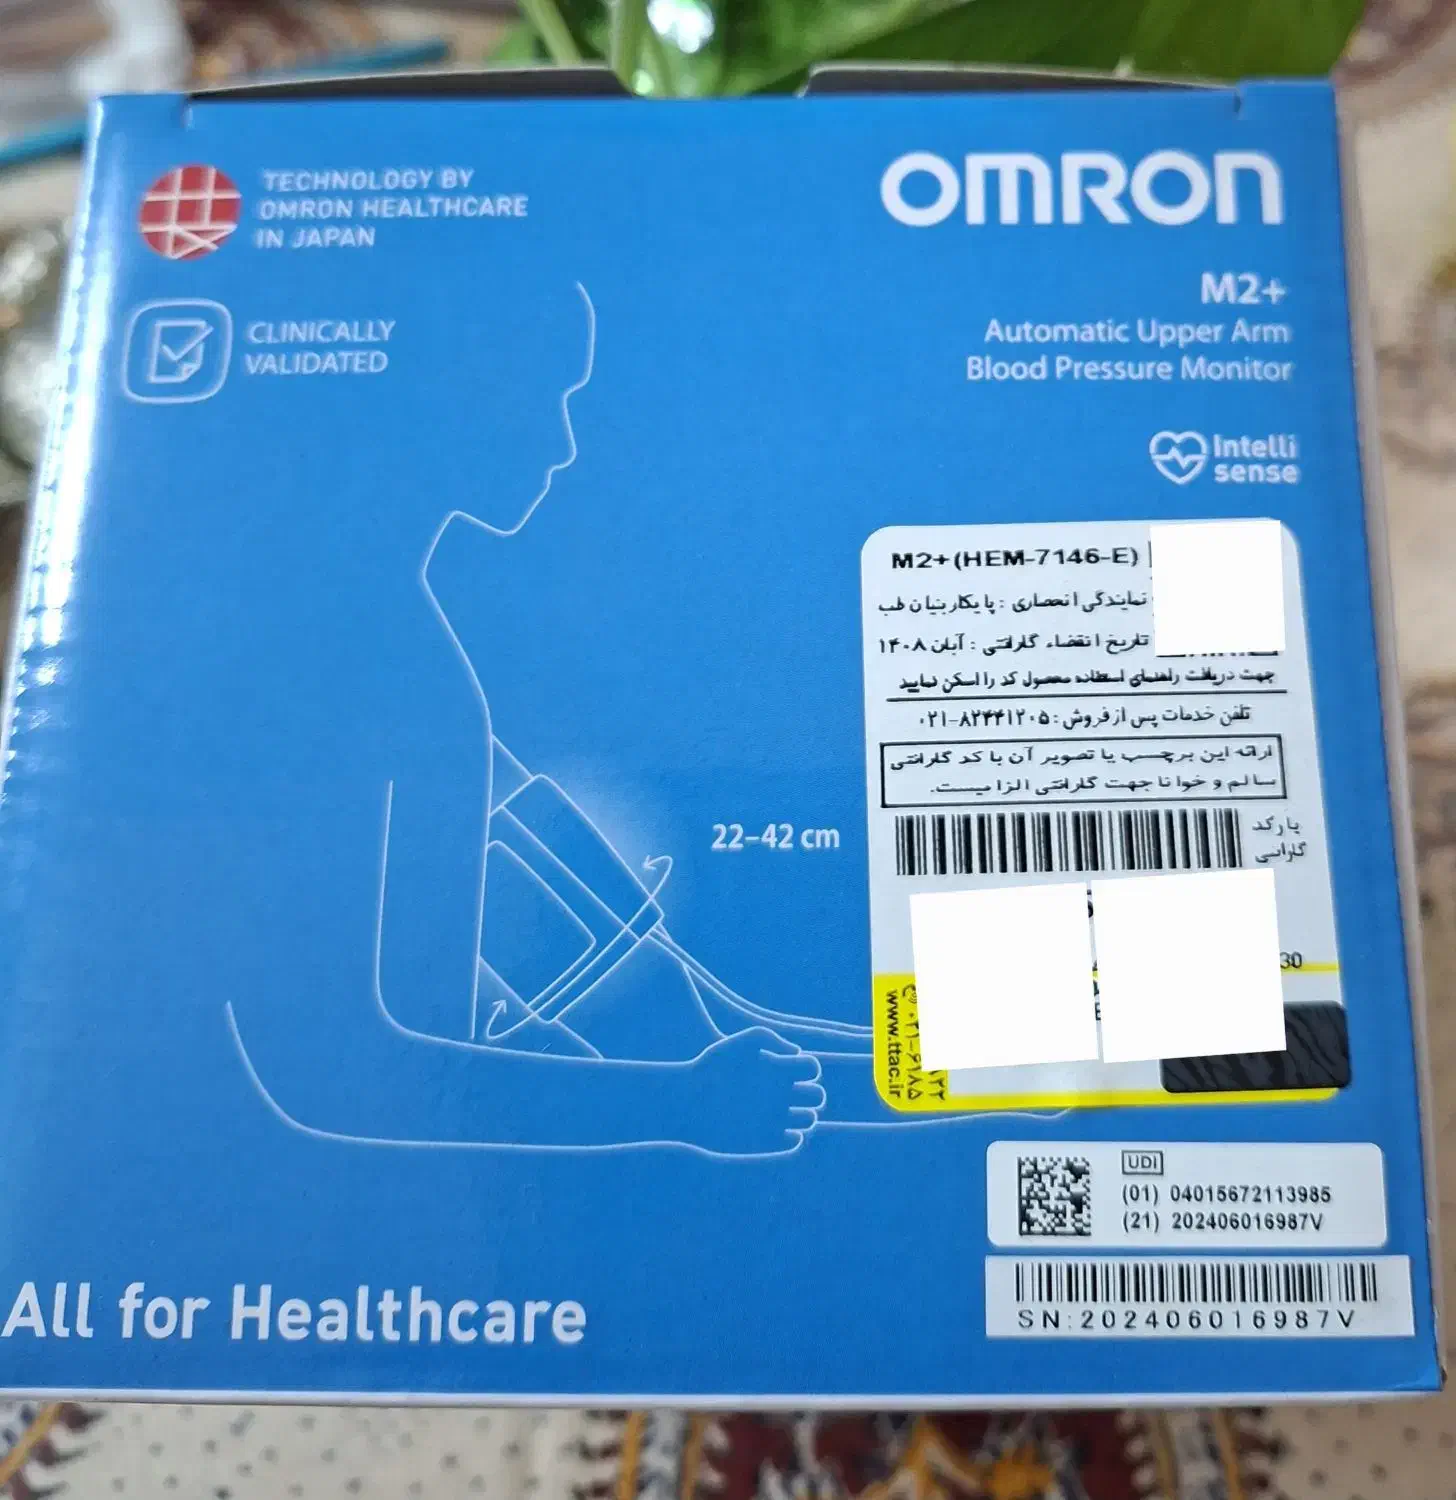 TECHNOLOGY BY
OMRON HEALTHCARE
IN JAPAN
OMRON
M2+
Automatic Upper Arm
Blood Pressure Monitor
CLINICALLY
VALIDATED
Intelli
sense
M2+(HEM-7146-E)
نمایندگی انحصاری : پایکاربنیان طب
تاریخ انقضاء گارانتی : آبان ۱۴۰۸
جهت دریافت راهنمای استفاده محصول کد را اسکن نمایید
تلفن خدمات پس از فروش : ۰۲۱-۸۲۴۴۱۲۰۵
ارائه این برچسب یا تصویر آن با کد گارانتی
سالم و خوانا جهت گارانتی الزامیست.
بارکد
گارانتی
22–42 cm
30
www.ttac.ir
UDI
(01) 04015672113985
(21) 202406016987V
SN:202406016987V
All for Healthcare